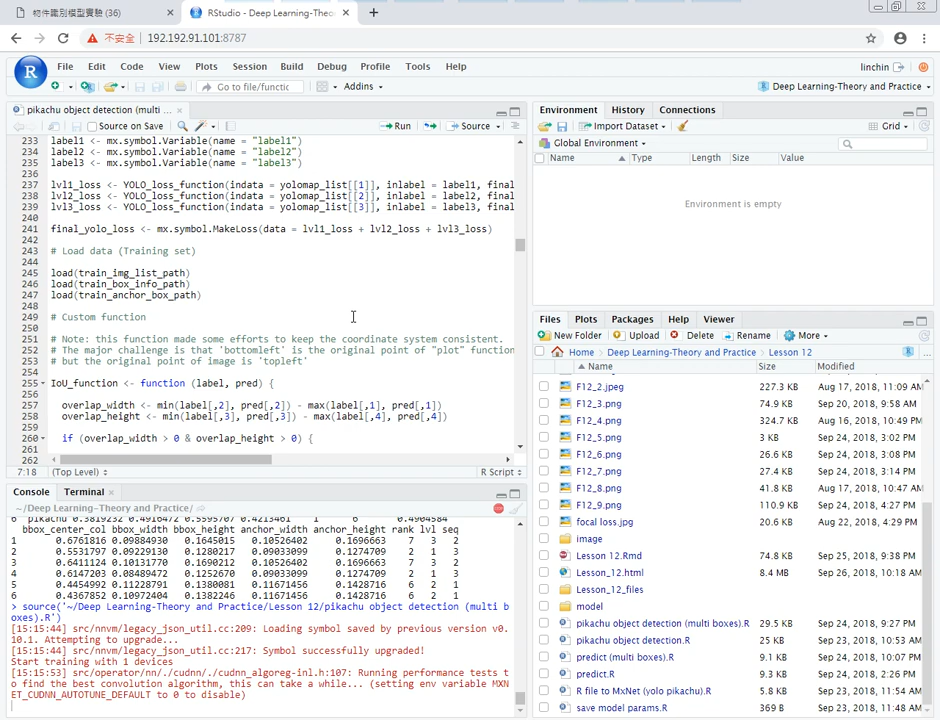 物件識別模型實驗 (36)
RStudio - Deep Learning-Theo
不安全
192.192.91.101:8787
File Edit Code View Plots Session Build Debug Profile Tools Help
linchin
Go to file/functic
Addins
Deep Learning-Theory and Practice
pikachu object detection (multi ...
Source on Save
Run
Source
233 label1 <- mx.symbol.Variable(name = "label1")
234 label2 <- mx.symbol.Variable(name = "label2")
235 label3 <- mx.symbol.Variable(name = "label3")
236
237 lvl1_loss <- YOLO_loss_function(indata = yolomap_list[[1]], inlabel = label1, final
238 lvl2_loss <- YOLO_loss_function(indata = yolomap_list[[2]], inlabel = label2, final
239 lvl3_loss <- YOLO_loss_function(indata = yolomap_list[[3]], inlabel = label3, final
240
241 final_yolo_loss <- mx.symbol.MakeLoss(data = lvl1_loss + lvl2_loss + lvl3_loss)
242
243 # Load data (Training set)
244
245 load(train_img_list_path)
246 load(train_box_info_path)
247 load(train_anchor_box_path)
248
249 # Custom function
250
251 # Note: this function made some efforts to keep the coordinate system consistent.
252 # The major challenge is that 'bottomleft' is the original point of "plot" function
253 # but the original point of image is 'topleft'
254
255 IoU_function <- function (label, pred) {
256
257 overlap_width <- min(label[,2], pred[,2]) - max(label[,1], pred[,1])
258 overlap_height <- min(label[,3], pred[,3]) - max(label[,4], pred[,4])
259
260 if (overlap_width > 0 & overlap_height > 0) {
261
262
7:18 (Top Level)
R Script
Console Terminal
~/Deep Learning-Theory and Practice/
6 pikachu 0.3819232 0.4916472 0.5595707 0.4213461 1 6 0.4904584
bbox_center_col bbox_width bbox_height anchor_width anchor_height rank lvl seq
1 0.6761816 0.09884930 0.1645015 0.10526402 0.1696663 7 3 2
2 0.5531797 0.09229130 0.1280217 0.09033099 0.1274709 2 1 3
3 0.6411124 0.10131770 0.1690212 0.10526402 0.1696663 7 3 2
4 0.6147203 0.08489472 0.1252670 0.09033099 0.1274709 2 1 3
5 0.4454992 0.11228791 0.1380081 0.11671456 0.1428716 6 2 1
6 0.4367852 0.10972404 0.1382246 0.11671456 0.1428716 6 2 1
> source('~/Deep Learning-Theory and Practice/Lesson 12/pikachu object detection (multi b
oxes).R')
[15:15:44] src/nnvm/legacy_json_util.cc:209: Loading symbol saved by previous version v0.
10.1. Attempting to upgrade...
[15:15:44] src/nnvm/legacy_json_util.cc:217: Symbol successfully upgraded!
Start training with 1 devices
[15:15:53] src/operator/nn/./cudnn/./cudnn_algoreg-inl.h:107: Running performance tests t
o find the best convolution algorithm, this can take a while... (setting env variable MXN
ET_CUDNN_AUTOTUNE_DEFAULT to 0 to disable)
Environment History Connections
Import Dataset
Grid
Global Environment
Name Type Length Size Value
Environment is empty
Files Plots Packages Help Viewer
New Folder Upload Delete Rename More
Home Deep Learning-Theory and Practice Lesson 12
Name Size Modified
F12_2.jpeg 227.3 KB Aug 17, 2018, 11:09 AM
F12_3.png 74.9 KB Sep 20, 2018, 9:58 AM
F12_4.png 324.7 KB Aug 16, 2018, 10:49 PM
F12_5.png 3 KB Sep 24, 2018, 3:02 PM
F12_6.png 26.6 KB Sep 24, 2018, 3:08 PM
F12_7.png 27.4 KB Sep 24, 2018, 3:14 PM
F12_8.png 41.8 KB Aug 17, 2018, 10:47 AM
F12_9.png 110.9 KB Sep 24, 2018, 4:27 PM
focal loss.jpg 20.6 KB Aug 22, 2018, 4:29 PM
image
Lesson 12.Rmd 74.8 KB Sep 25, 2018, 9:38 PM
Lesson_12.html 8.4 MB Sep 26, 2018, 10:18 AM
Lesson_12_files
model
pikachu object detection (multi boxes).R 29.5 KB Sep 24, 2018, 9:27 PM
pikachu object detection.R 25 KB Sep 23, 2018, 10:53 AM
predict (multi boxes).R 9.1 KB Sep 24, 2018, 10:07 PM
predict.R 9.3 KB Sep 24, 2018, 2:26 PM
R file to MxNet (yolo pikachu).R 5.8 KB Sep 23, 2018, 11:54 AM
save model params.R 369 B Sep 23, 2018, 11:48 AM